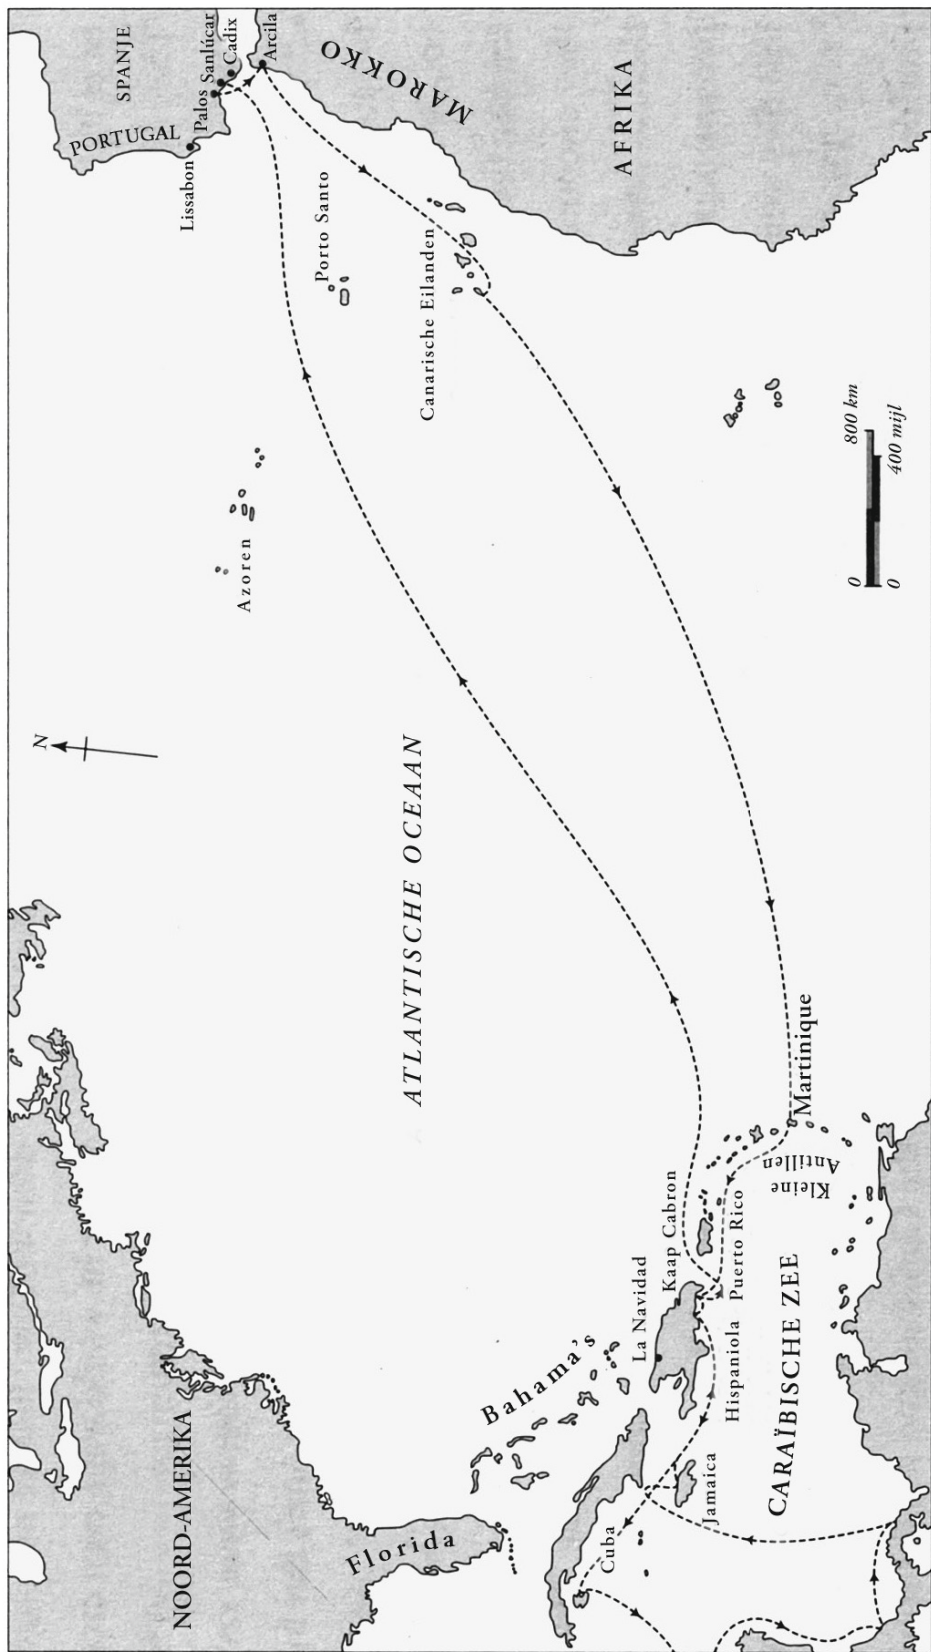 SPANJE
PORTUGAL
Palos
Sanlúcar
Cadix
Arcila
Lissabon
MAROKKO
AFRIKA
Porto Santo
Canarische Eilanden
Azoren
0 800 km
0 400 mijl
N
ATLANTISCHE OCEAAN
Martinique
Kleine
Antillen
Kaap Cabron
Puerto Rico
La Navidad
Hispaniola
CARAÏBISCHE ZEE
Bahama's
Jamaica
Cuba
Florida
NOORD-AMERIKA